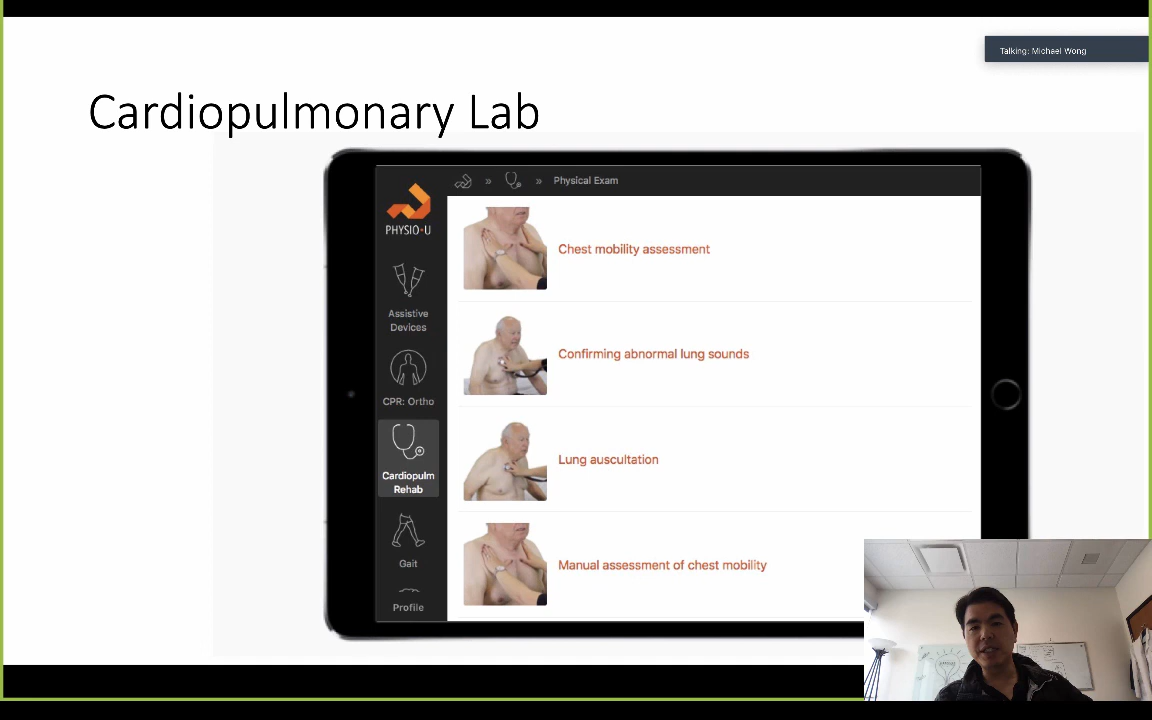 Talking: Michael Wong
Cardiopulmonary Lab
» » Physical Exam
PHYSIO·U
Assistive
Devices
CPR: Ortho
Cardiopulm
Rehab
Gait
Profile
Chest mobility assessment
Confirming abnormal lung sounds
Lung auscultation
Manual assessment of chest mobility